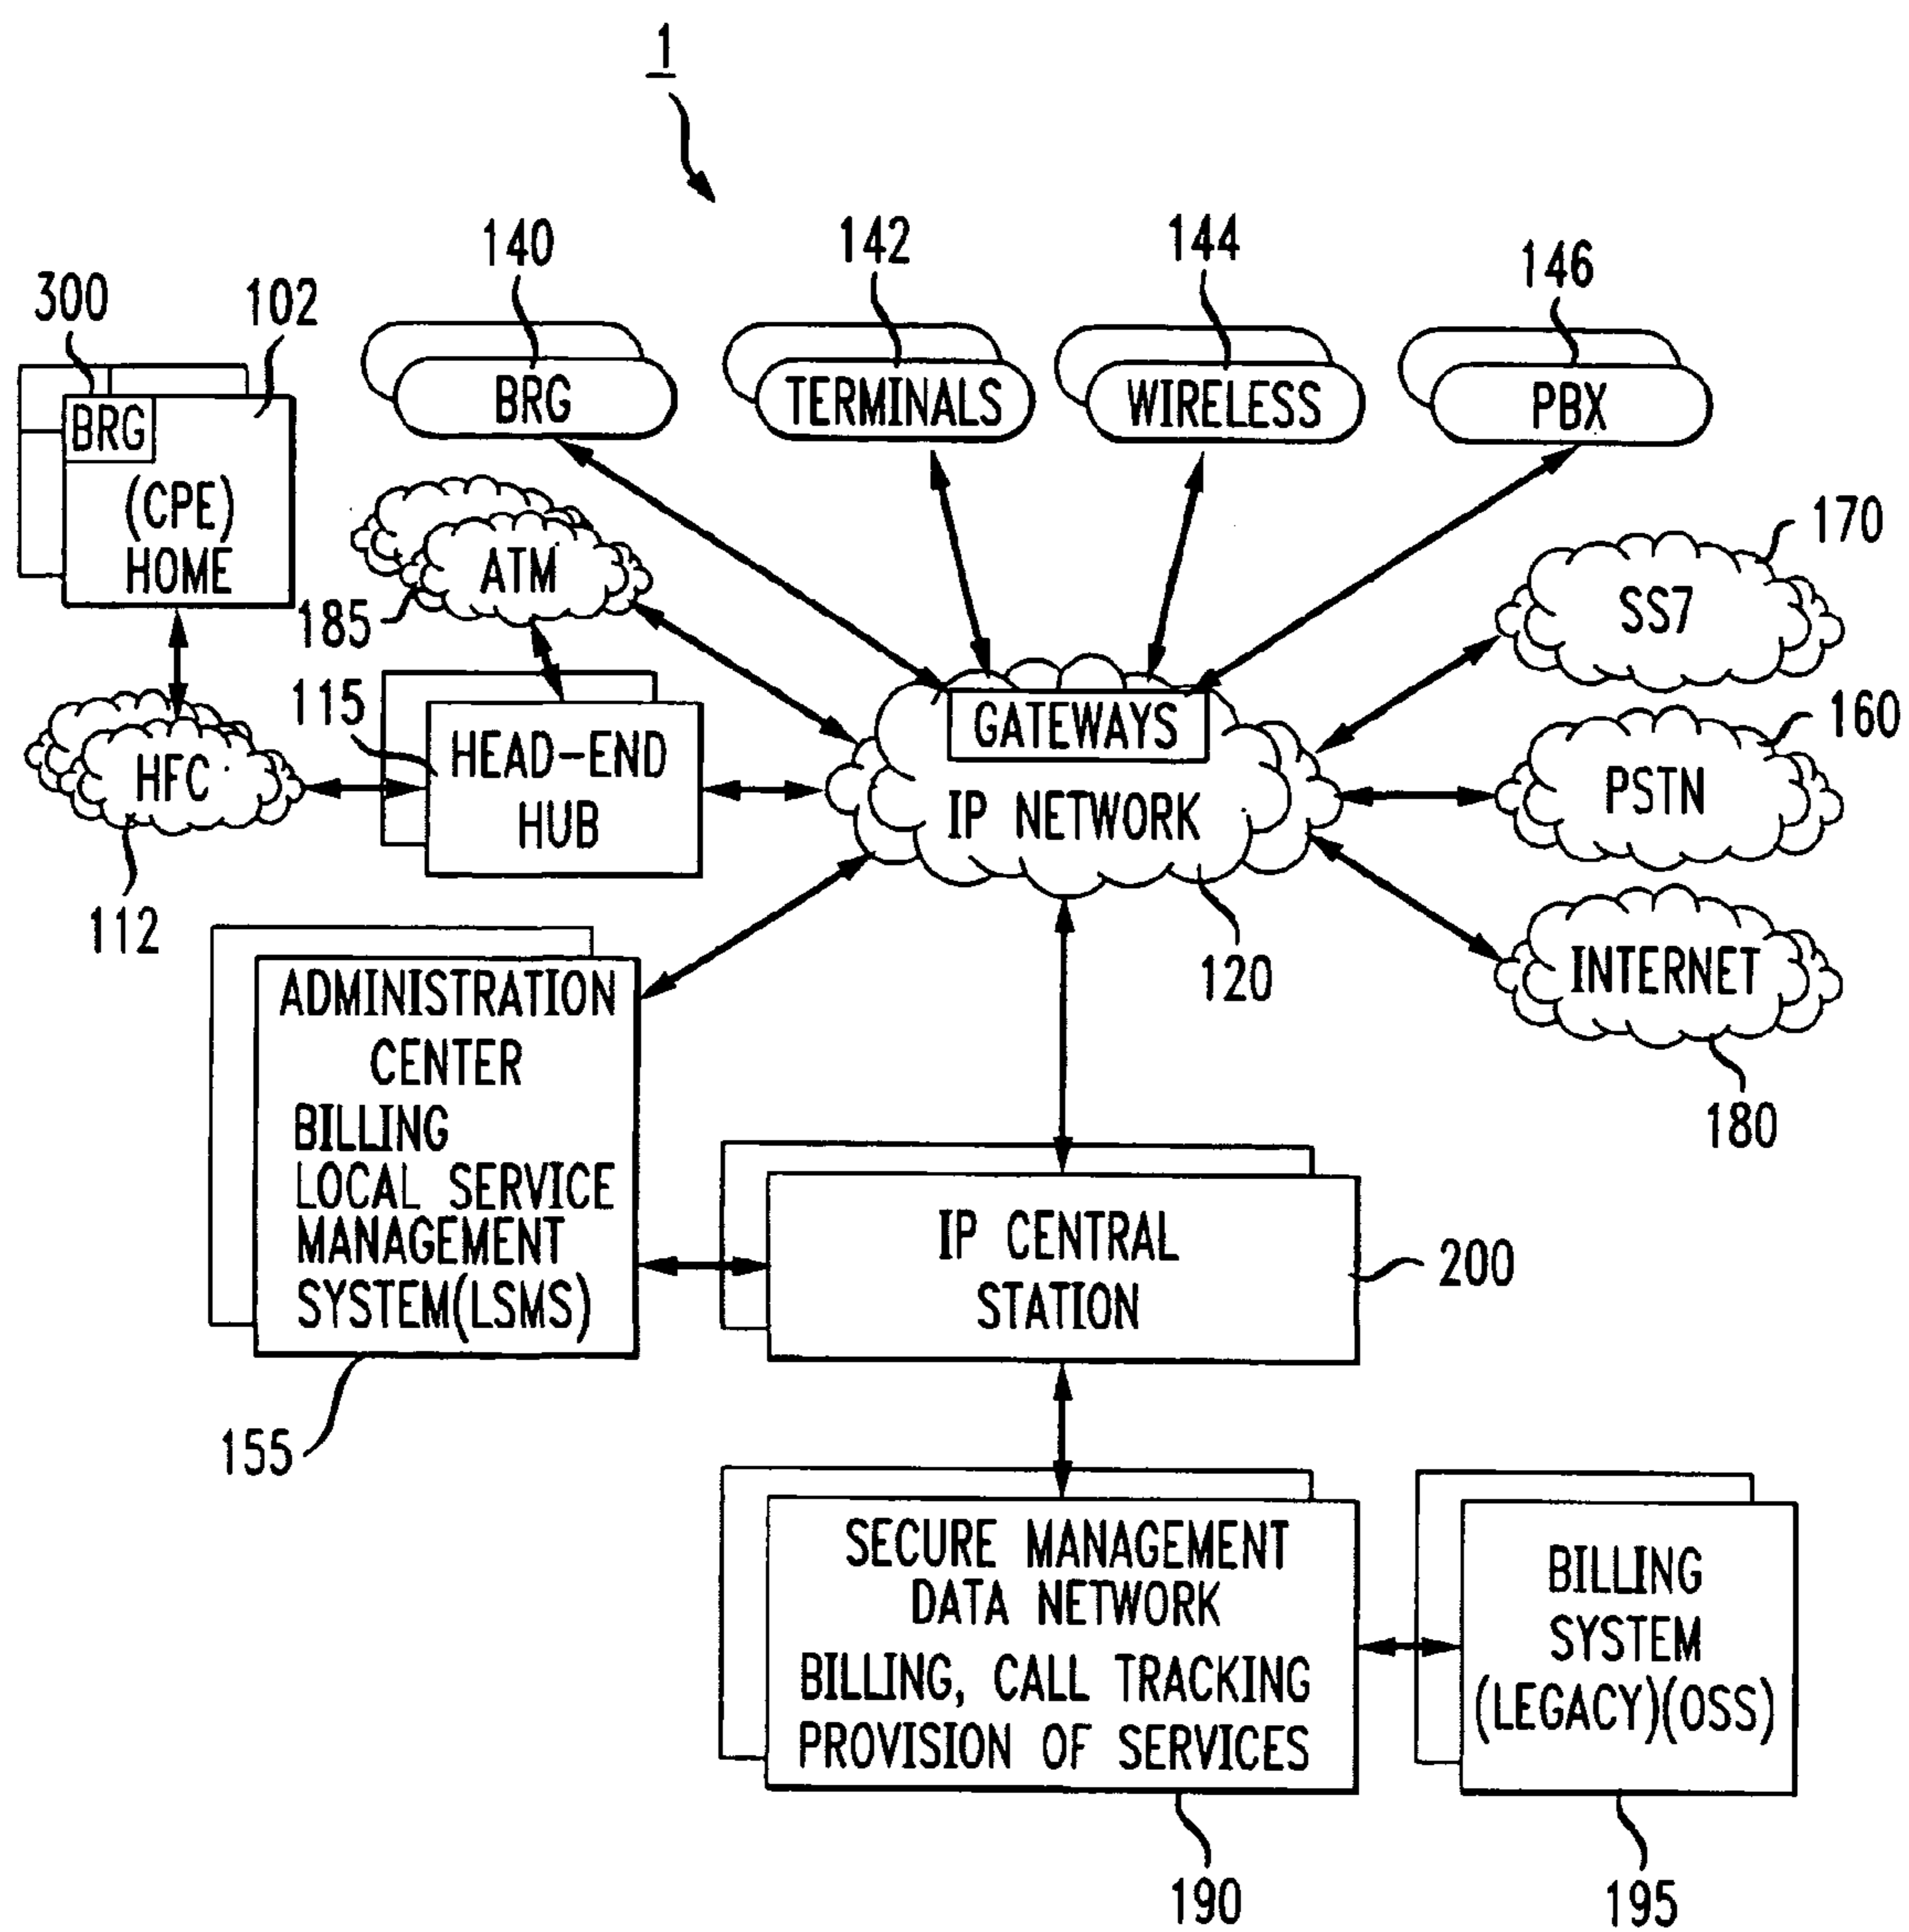 1
140
142
144
146
300
102
BRG
BRG
TERMINALS
WIRELESS
PBX
(CPE)
HOME
ATM
185
170
SS7
115
HEAD-END
HUB
HFC
112
GATEWAYS
IP NETWORK
120
160
PSTN
INTERNET
180
ADMINISTRATION
CENTER
BILLING
LOCAL SERVICE
MANAGEMENT
SYSTEM(LSMS)
155
IP CENTRAL
STATION
200
SECURE MANAGEMENT
DATA NETWORK
BILLING, CALL TRACKING
PROVISION OF SERVICES
190
BILLING
SYSTEM
(LEGACY)(OSS)
195